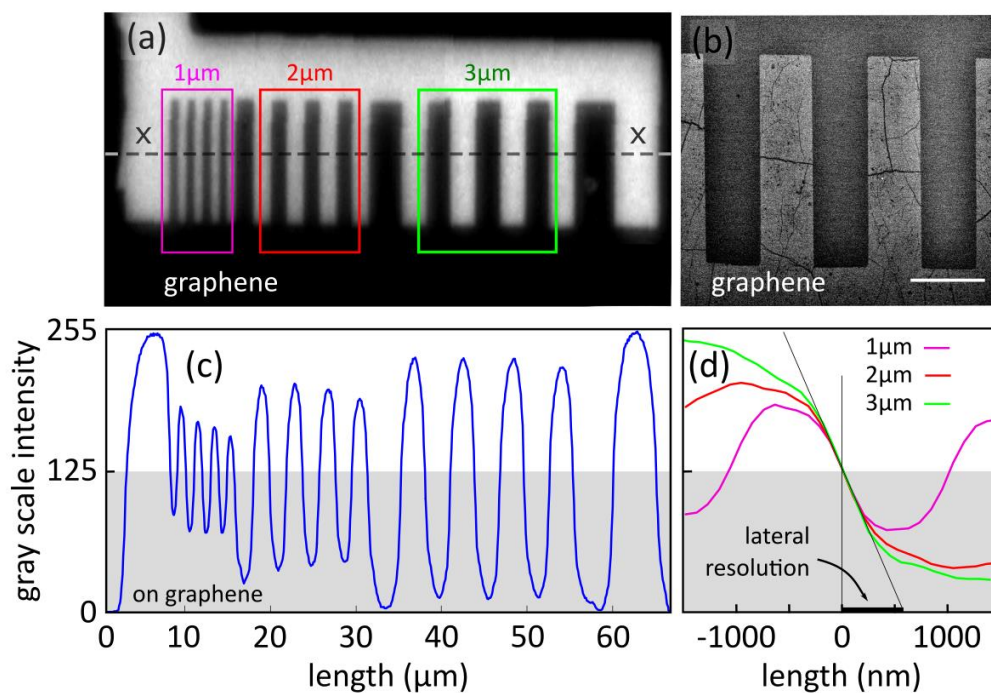 (a)
1μm
2μm
3μm
X
X
graphene
(b)
graphene
255
125
0
gray scale intensity
(c)
on graphene
0
10
20
30
40
50
60
length (μm)
(d)
1μm
2μm
3μm
lateral
resolution
-1000
0
1000
length (nm)